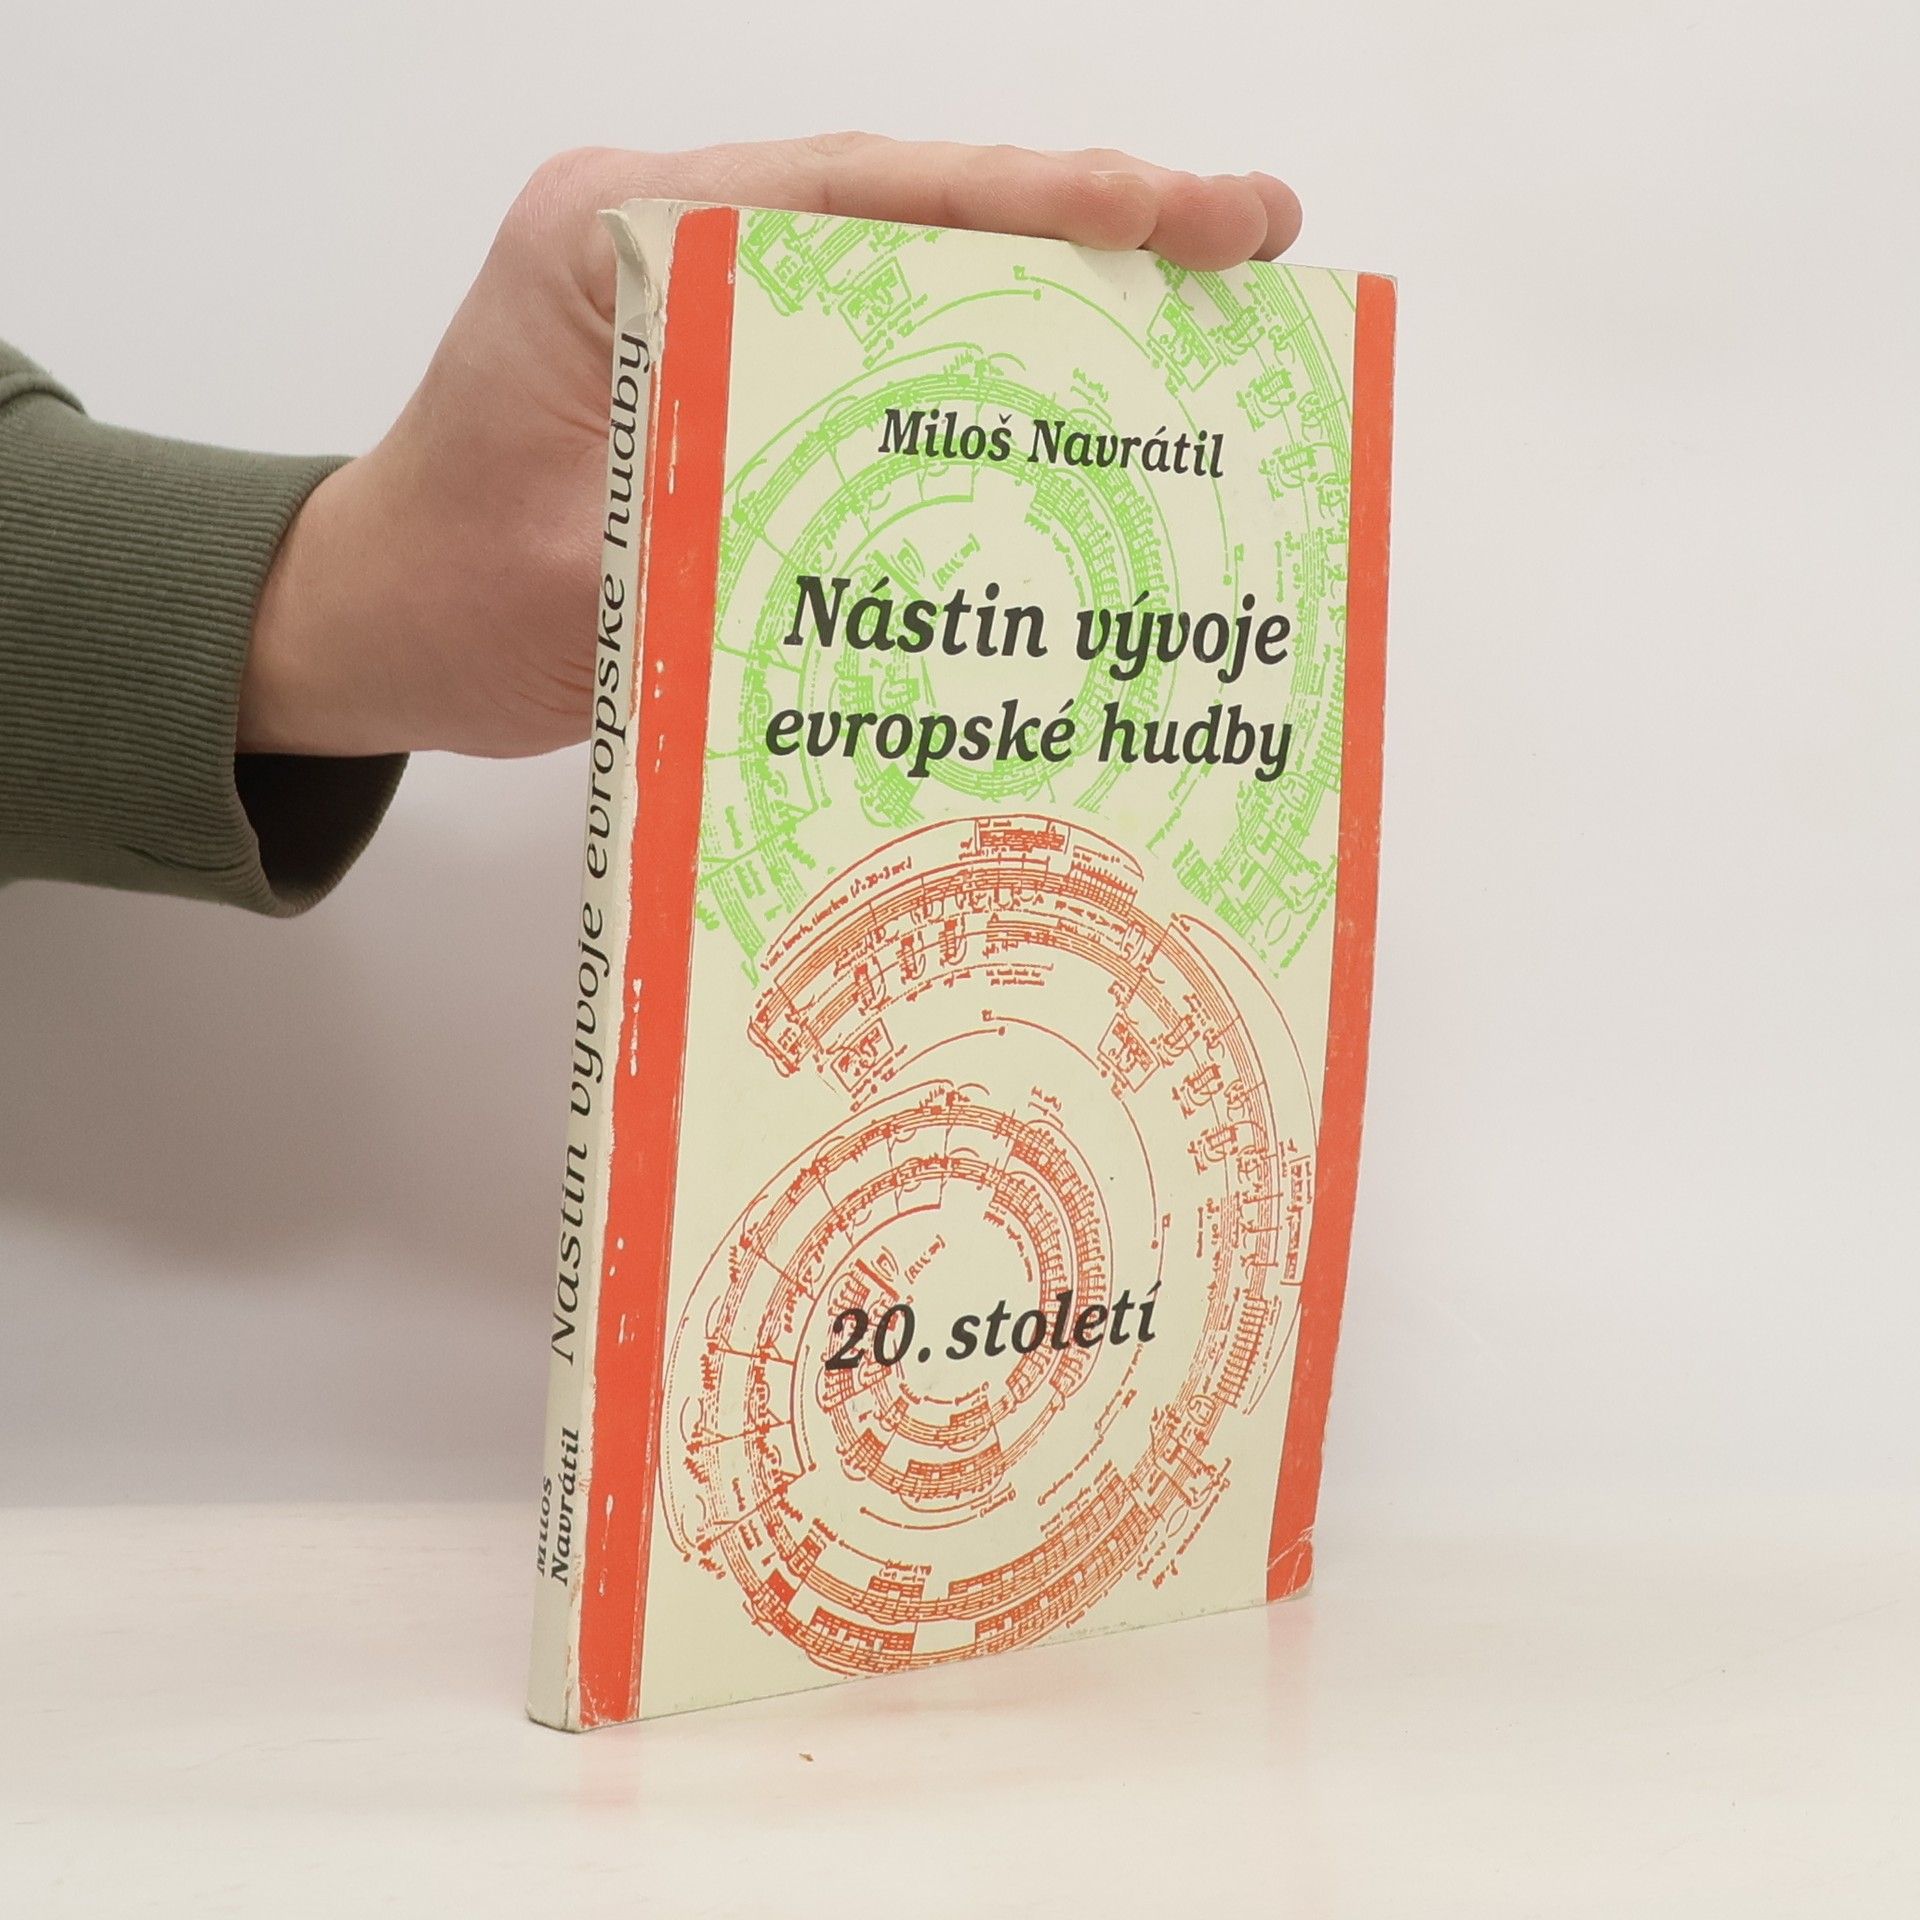 Miloš Navrátil
Nástin vývoje
evropské hudby
20. století
Miloš
Navrátil
Nástin vývoje evropské hudby